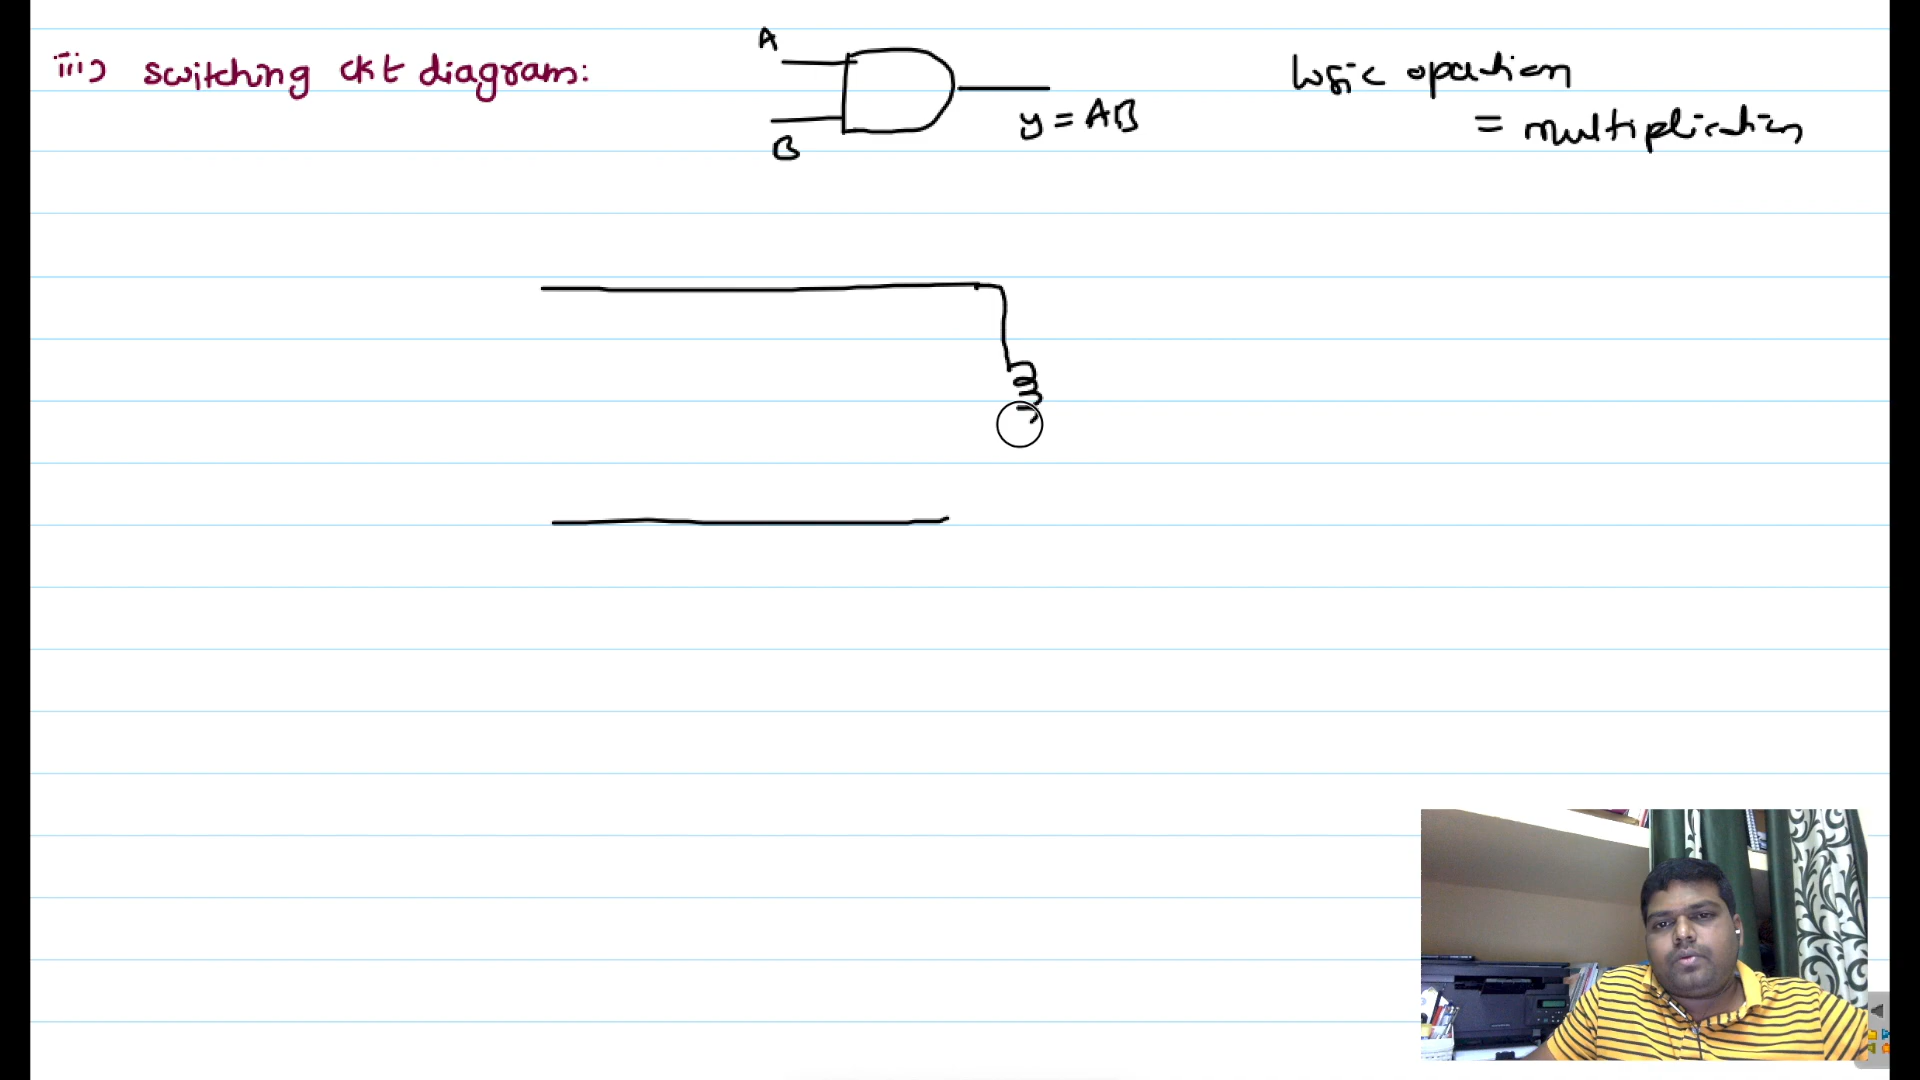 iii) switching ckt diagram:
A
B
y = AB
Logic operation
= multiplication